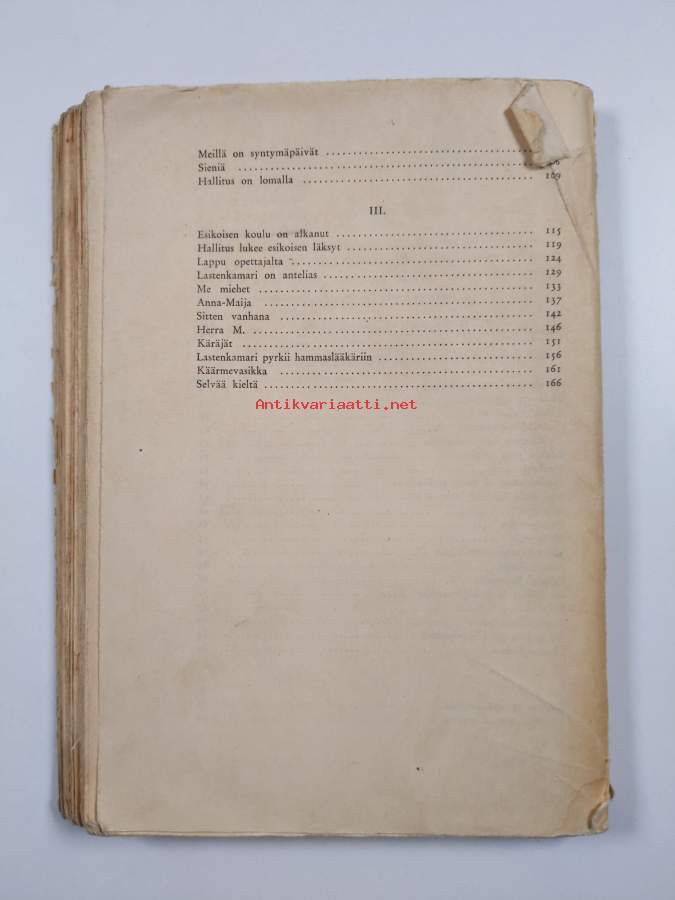 Meillä on syntymäpäivät ........................
Sieniä ........................
Hallitus on lomalla ........................ 109
III.
Esikoisen koulu on alkanut ........................ 115
Hallitus lukee esikoisen läksyt ........................ 119
Lappu opettajalta ........................ 124
Lastenkamari on antelias ........................ 129
Me miehet ........................ 133
Anna-Maija ........................ 137
Sitten vanhana ........................ 142
Herra M. ........................ 146
Käräjät ........................ 151
Lastenkamari pyrkii hammaslääkäriin ........................ 156
Käärmevasikka ........................ 161
Selvää kieltä ........................ 166
Antikvariaatti.net